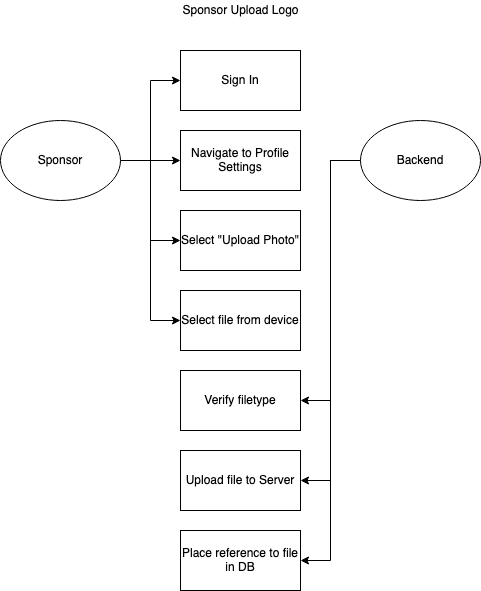 Sponsor Upload Logo
Sign In
Sponsor
Navigate to Profile
Settings
Backend
Select "Upload Photo"
Select file from device
Verify filetype
Upload file to Server
Place reference to file
in DB